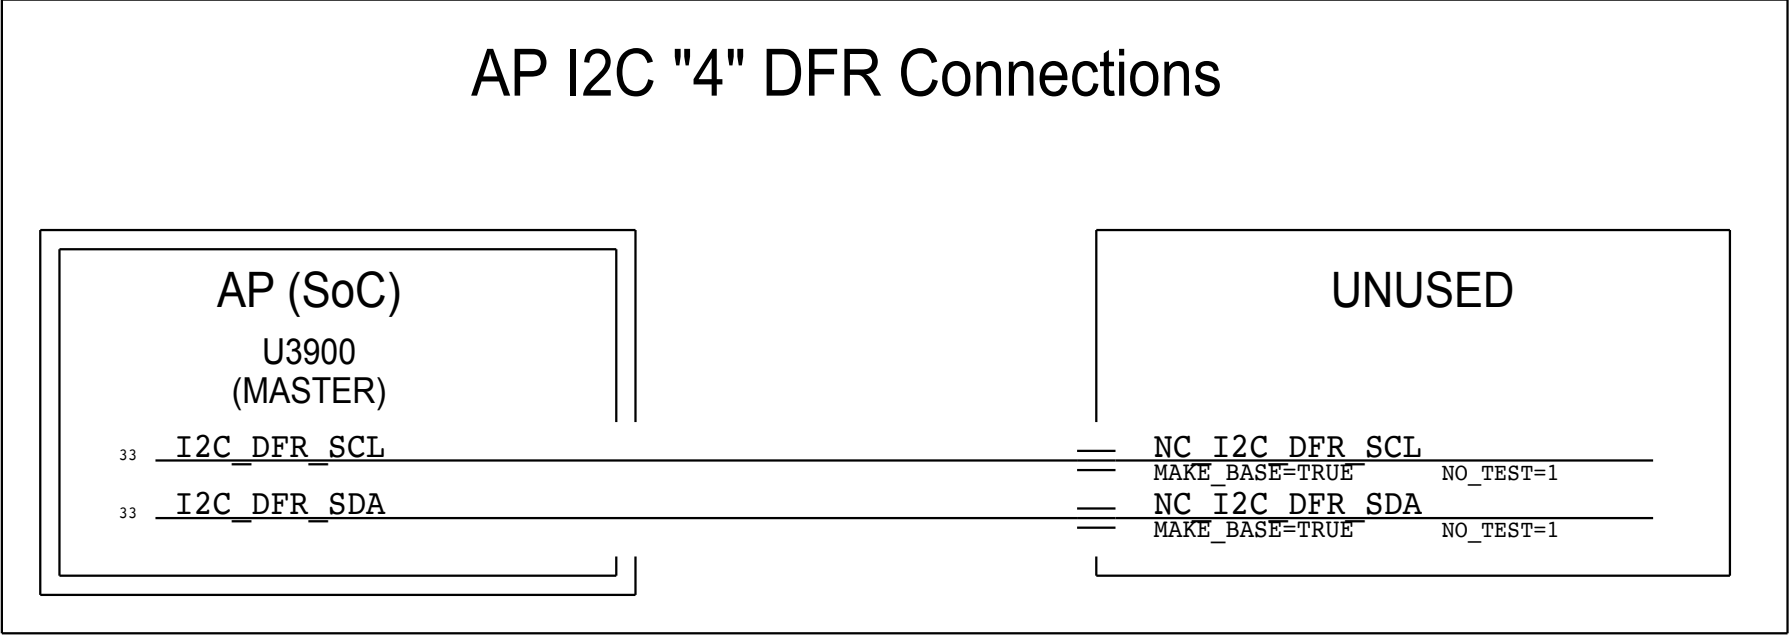 AP I2C "4" DFR Connections
AP (SoC)
U3900
(MASTER)
UNUSED
33 I2C_DFR_SCL
NC_I2C_DFR_SCL
MAKE_BASE=TRUE NO_TEST=1
33 I2C_DFR_SDA
NC_I2C_DFR_SDA
MAKE_BASE=TRUE NO_TEST=1